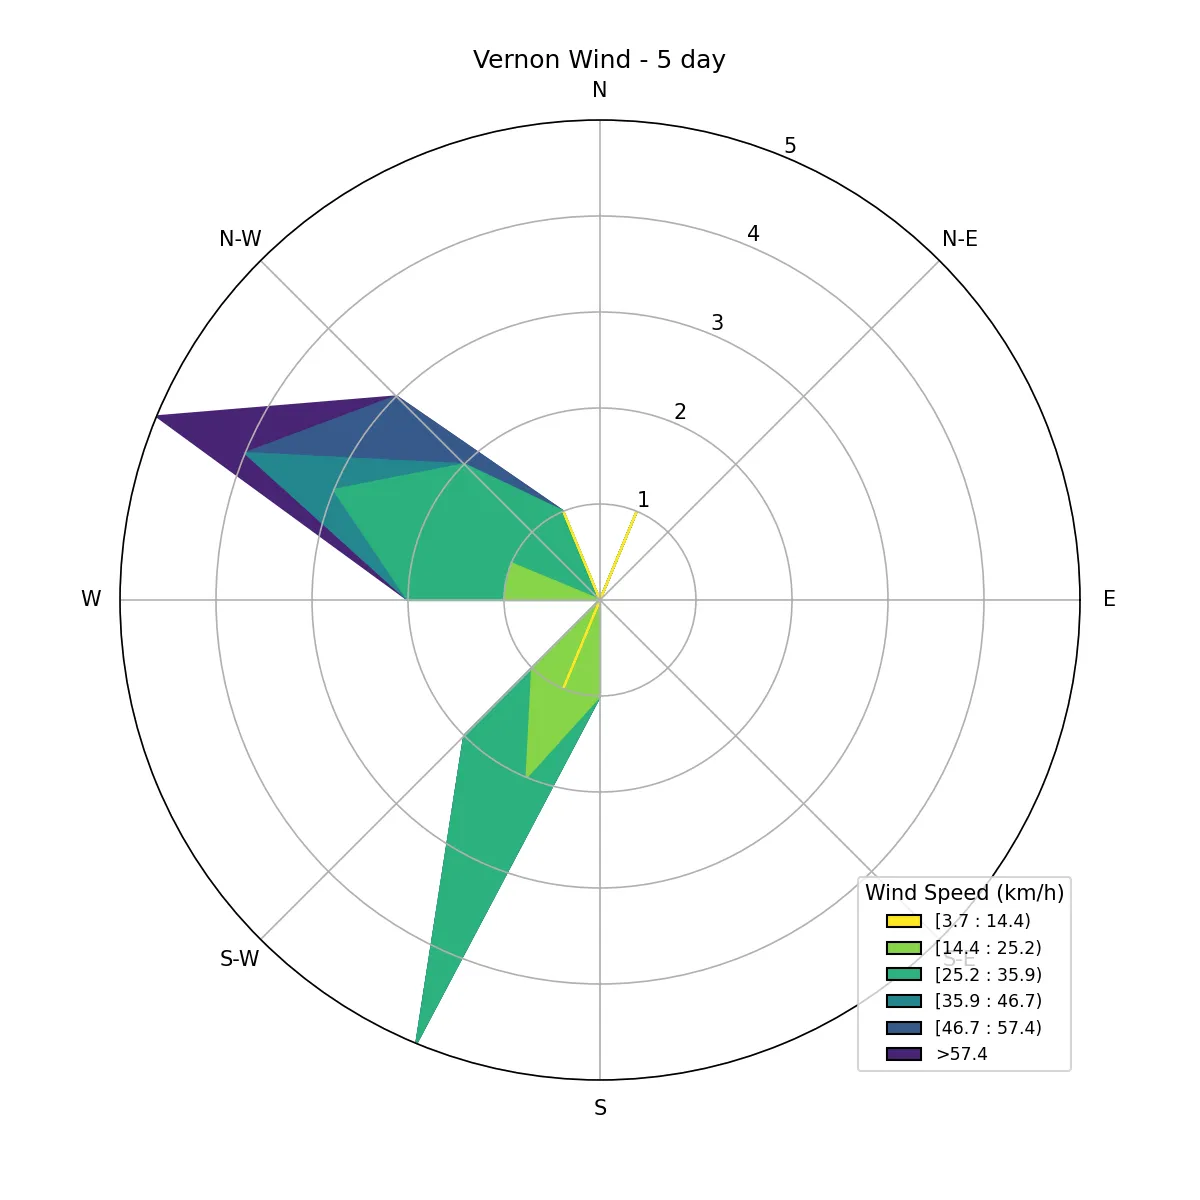 Vernon Wind - 5 day
N
5
N-W
N-E
4
3
2
1
W
E
S-W
S-E
S
Wind Speed (km/h)
[3.7 : 14.4)
[14.4 : 25.2)
[25.2 : 35.9)
[35.9 : 46.7)
[46.7 : 57.4)
>57.4